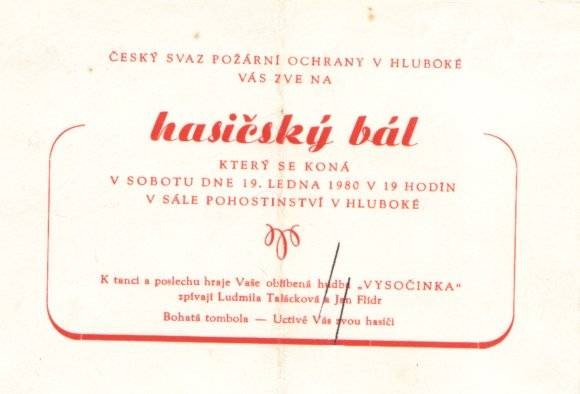 ČESKÝ SVAZ POŽÁRNÍ OCHRANY V HLUBOKÉ
VÁS ZVE NA
hasičský bál
KTERÝ SE KONÁ
V SOBOTU DNE 19. LEDNA 1980 V 19 HODIN
V SÁLE POHOSTINSTVÍ V HLUBOKÉ
K tanci a poslechu hraje Vaše oblíbená hudba „VYSOČINKA“
zpívají Ludmila Talácková a Jan Flídr
Bohatá tombola — Uctivě Vás zvou hasiči